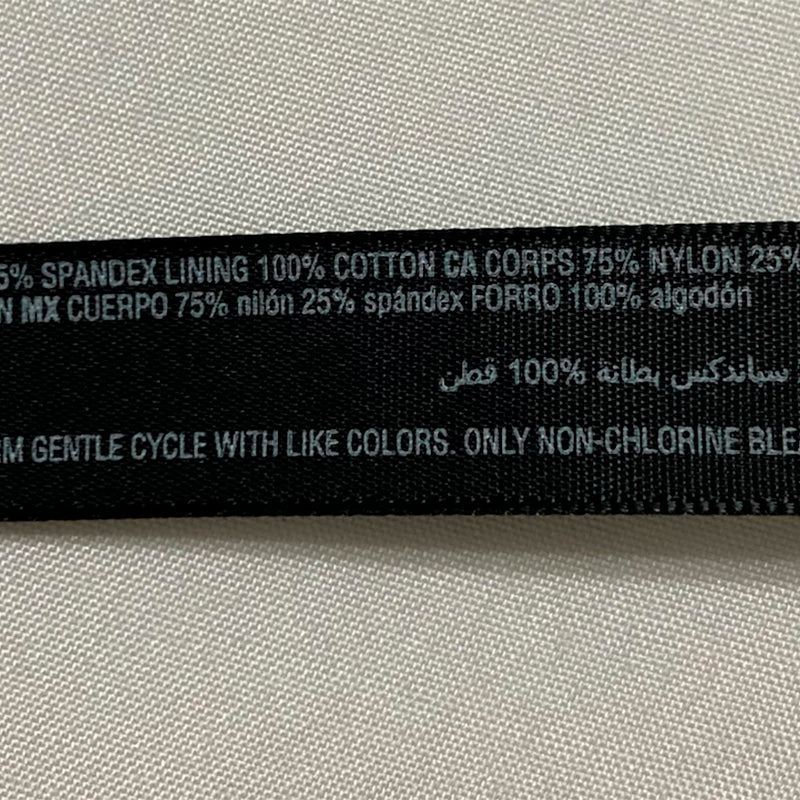 5% SPANDEX LINING 100% COTTON CA CORPS 75% NYLON 25%
N MX CUERPO 75% nilón 25% spándex FORRO 100% algodón
سباندكس بطانة 100% قطن
M GENTLE CYCLE WITH LIKE COLORS. ONLY NON-CHLORINE BLEA